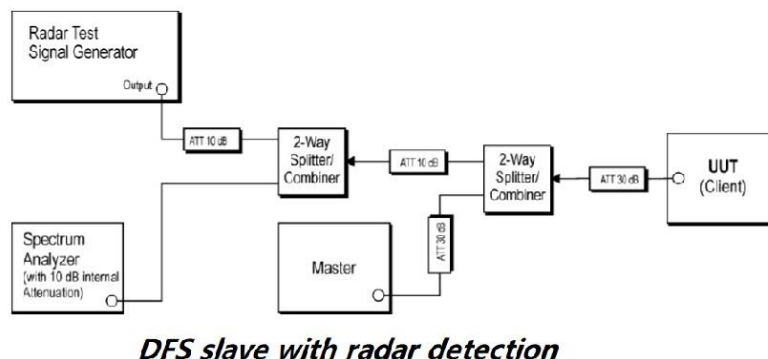 Radar Test
Signal Generator
Output
ATT 10 dB
2-Way
Splitter/
Combiner
ATT 10 dB
2-Way
Splitter/
Combiner
ATT 30 dB
UUT
(Client)
Spectrum
Analyzer
(with 10 dB internal
Attenuation)
Master
ATT 30 dB
DFS slave with radar detection